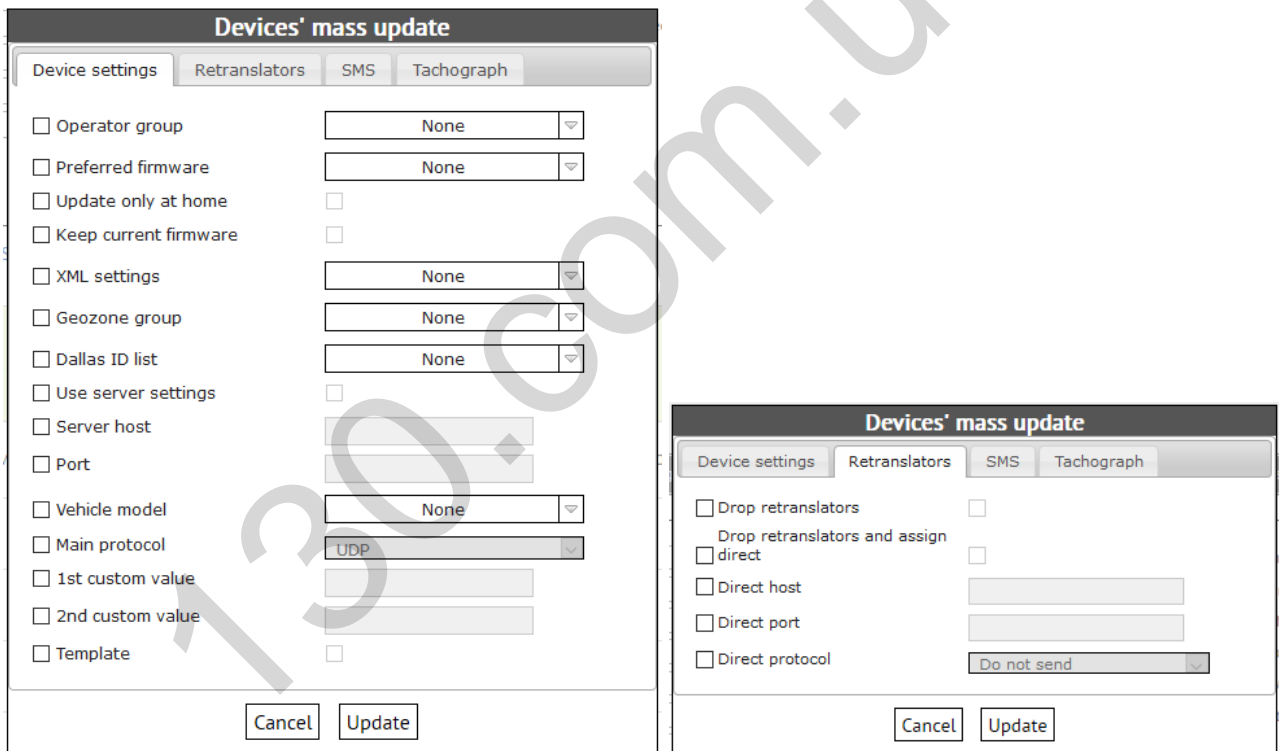 Devices' mass update
Device settings Retranslators SMS Tachograph
Operator group None
Preferred firmware None
Update only at home
Keep current firmware
XML settings None
Geozone group None
Dallas ID list None
Use server settings
Server host
Port
Vehicle model None
Main protocol UDP
1st custom value
2nd custom value
Template
Cancel Update
Devices' mass update
Device settings Retranslators SMS Tachograph
Drop retranslators
Drop retranslators and assign
direct
Direct host
Direct port
Direct protocol Do not send
Cancel Update
130.com.u